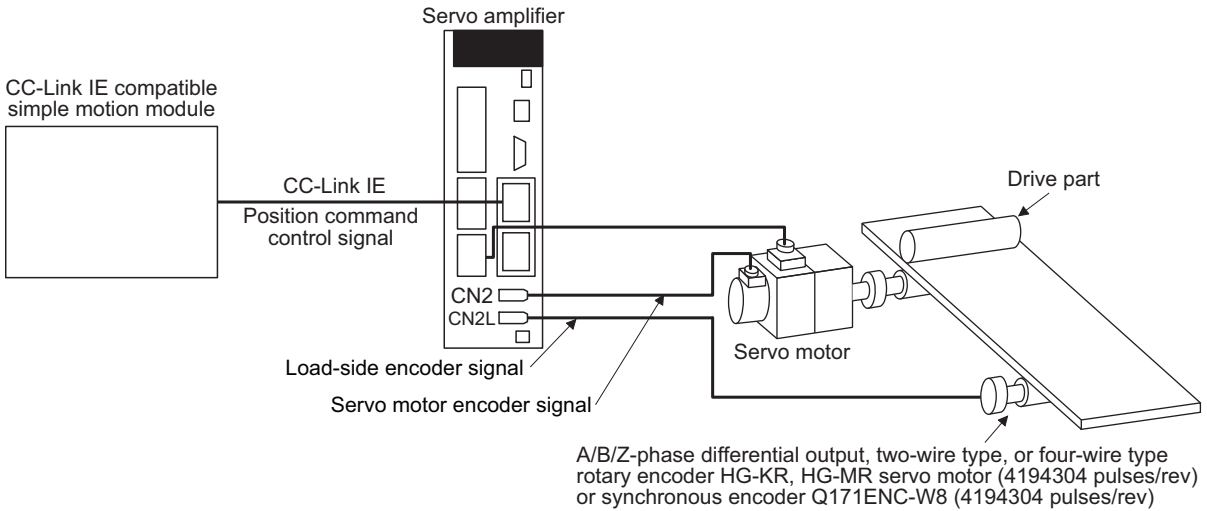 Servo amplifier
CC-Link IE compatible
simple motion module
CC-Link IE
Position command
control signal
Drive part
CN2
CN2L
Servo motor
Load-side encoder signal
Servo motor encoder signal
A/B/Z-phase differential output, two-wire type, or four-wire type
rotary encoder HG-KR, HG-MR servo motor (4194304 pulses/rev)
or synchronous encoder Q171ENC-W8 (4194304 pulses/rev)